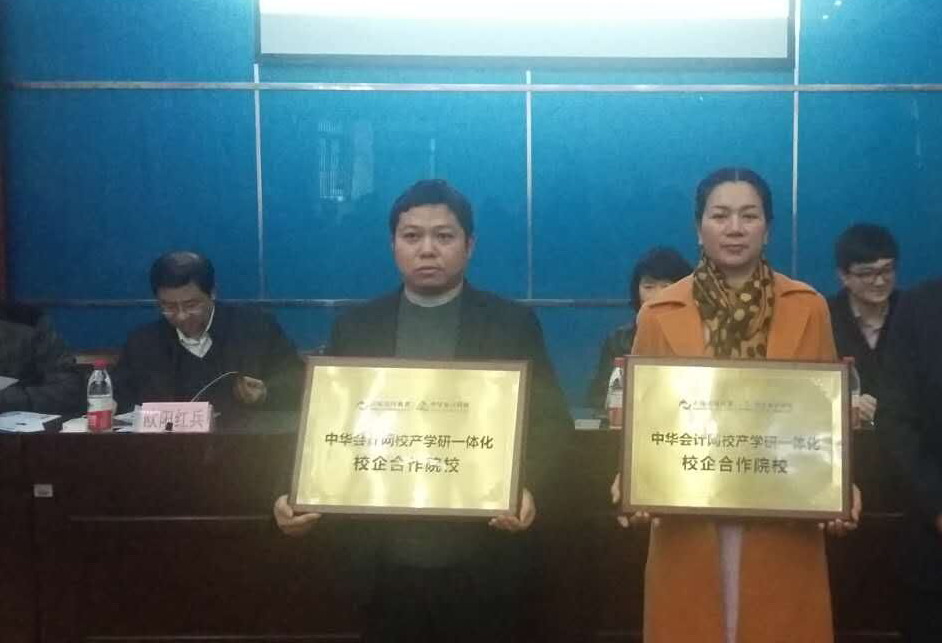 中华会计网校产学研一体化
校企合作院校
中华会计网校产学研一体化
校企合作院校
欧阳红兵